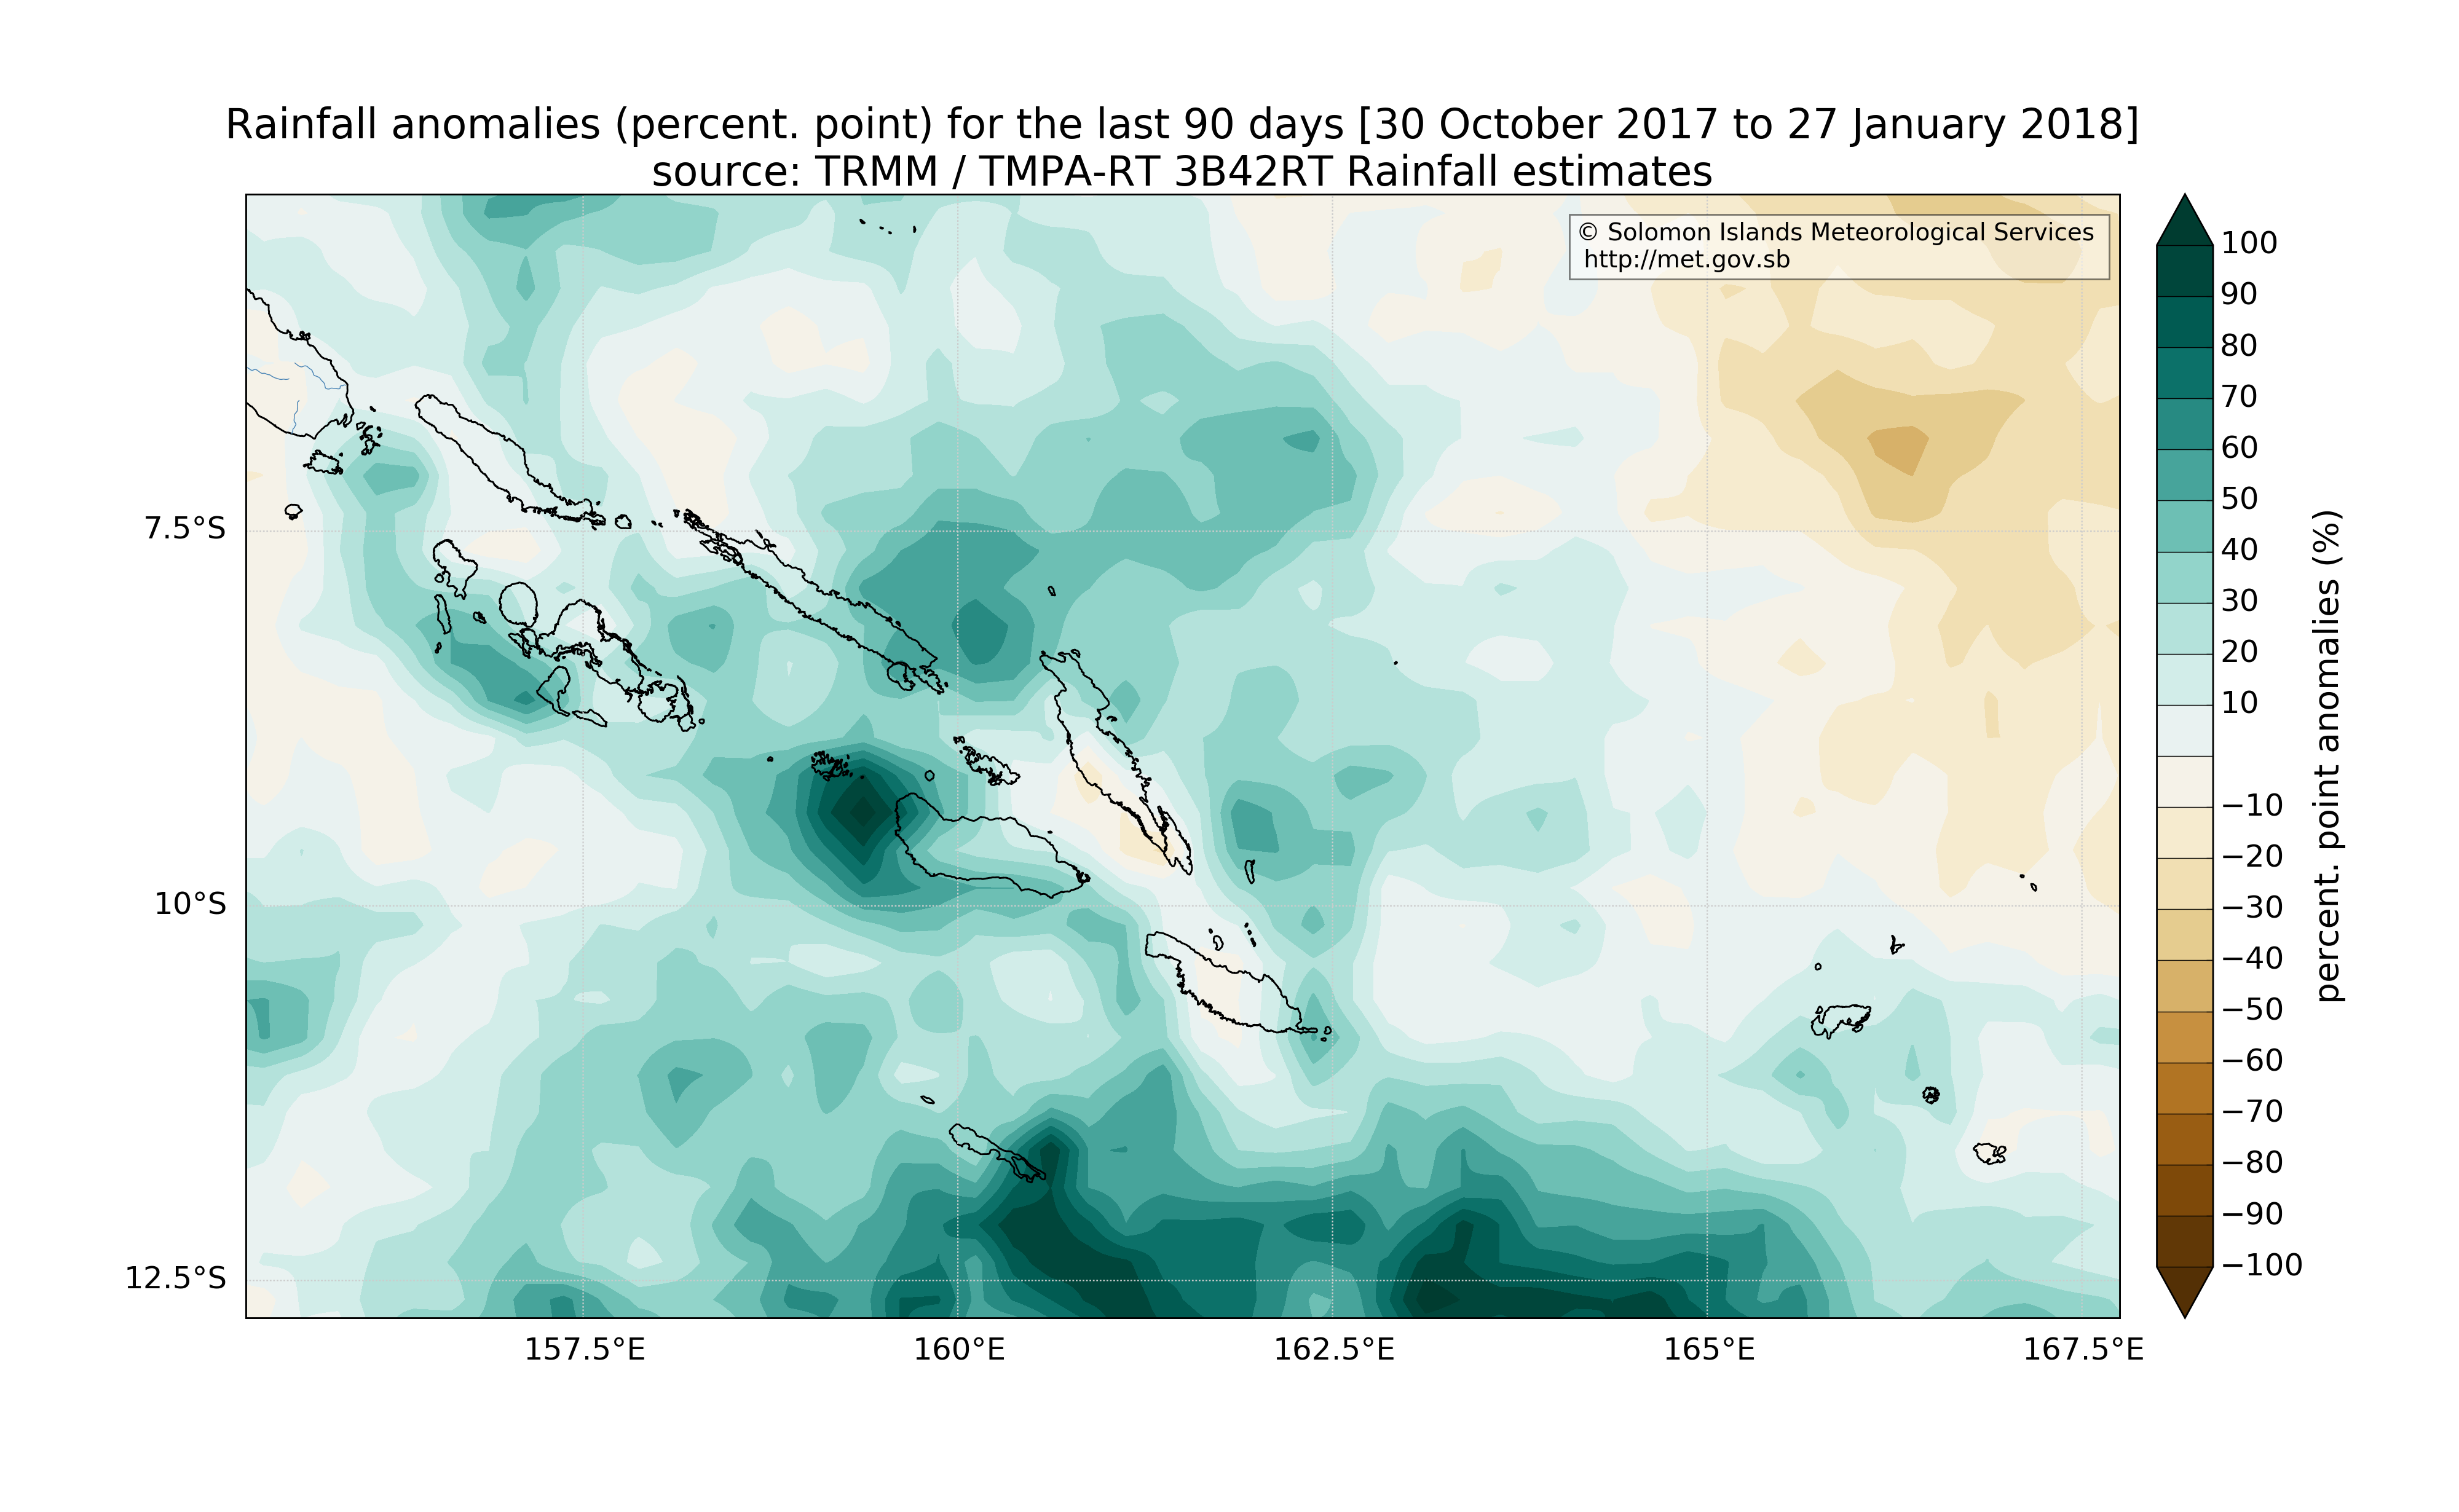 Rainfall anomalies (percent. point) for the last 90 days [30 October 2017 to 27 January 2018]
source: TRMM / TMPA-RT 3B42RT Rainfall estimates
© Solomon Islands Meteorological Services
http://met.gov.sb
7.5°S
10°S
12.5°S
157.5°E
160°E
162.5°E
165°E
167.5°E
100
90
80
70
60
50
40
30
20
10
−10
−20
−30
−40
−50
−60
−70
−80
−90
−100
percent. point anomalies (%)